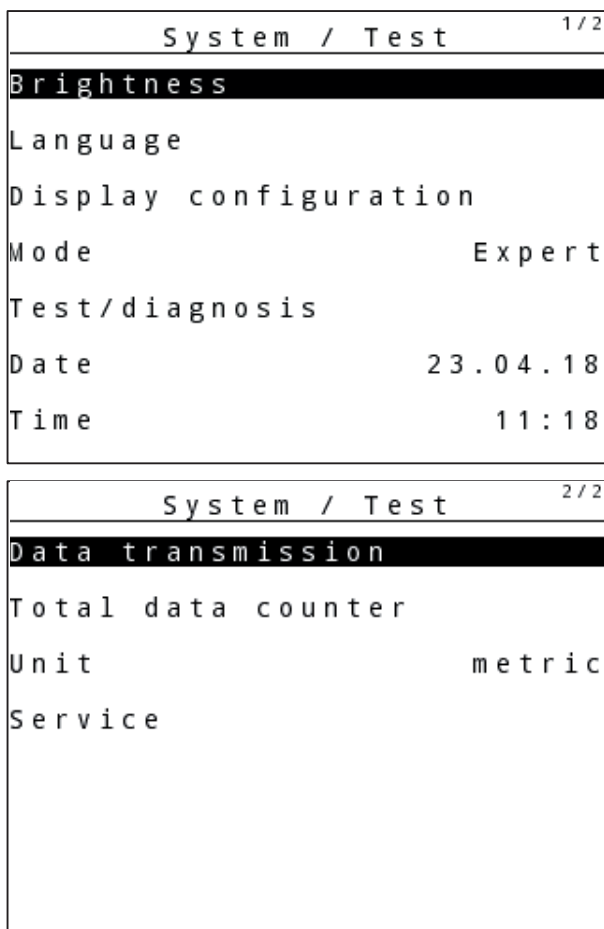 System / Test 1/2
Brightness
Language
Display configuration
Mode Expert
Test/diagnosis
Date 23.04.18
Time 11:18
System / Test 2/2
Data transmission
Total data counter
Unit metric
Service